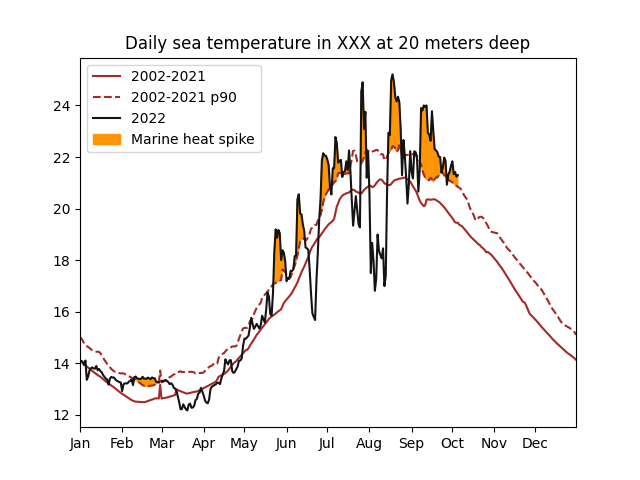 Daily sea temperature in XXX at 20 meters deep
2002-2021
2002-2021 p90
2022
Marine heat spike
24
22
20
18
16
14
12
Jan Feb Mar Apr May Jun Jul Aug Sep Oct Nov Dec